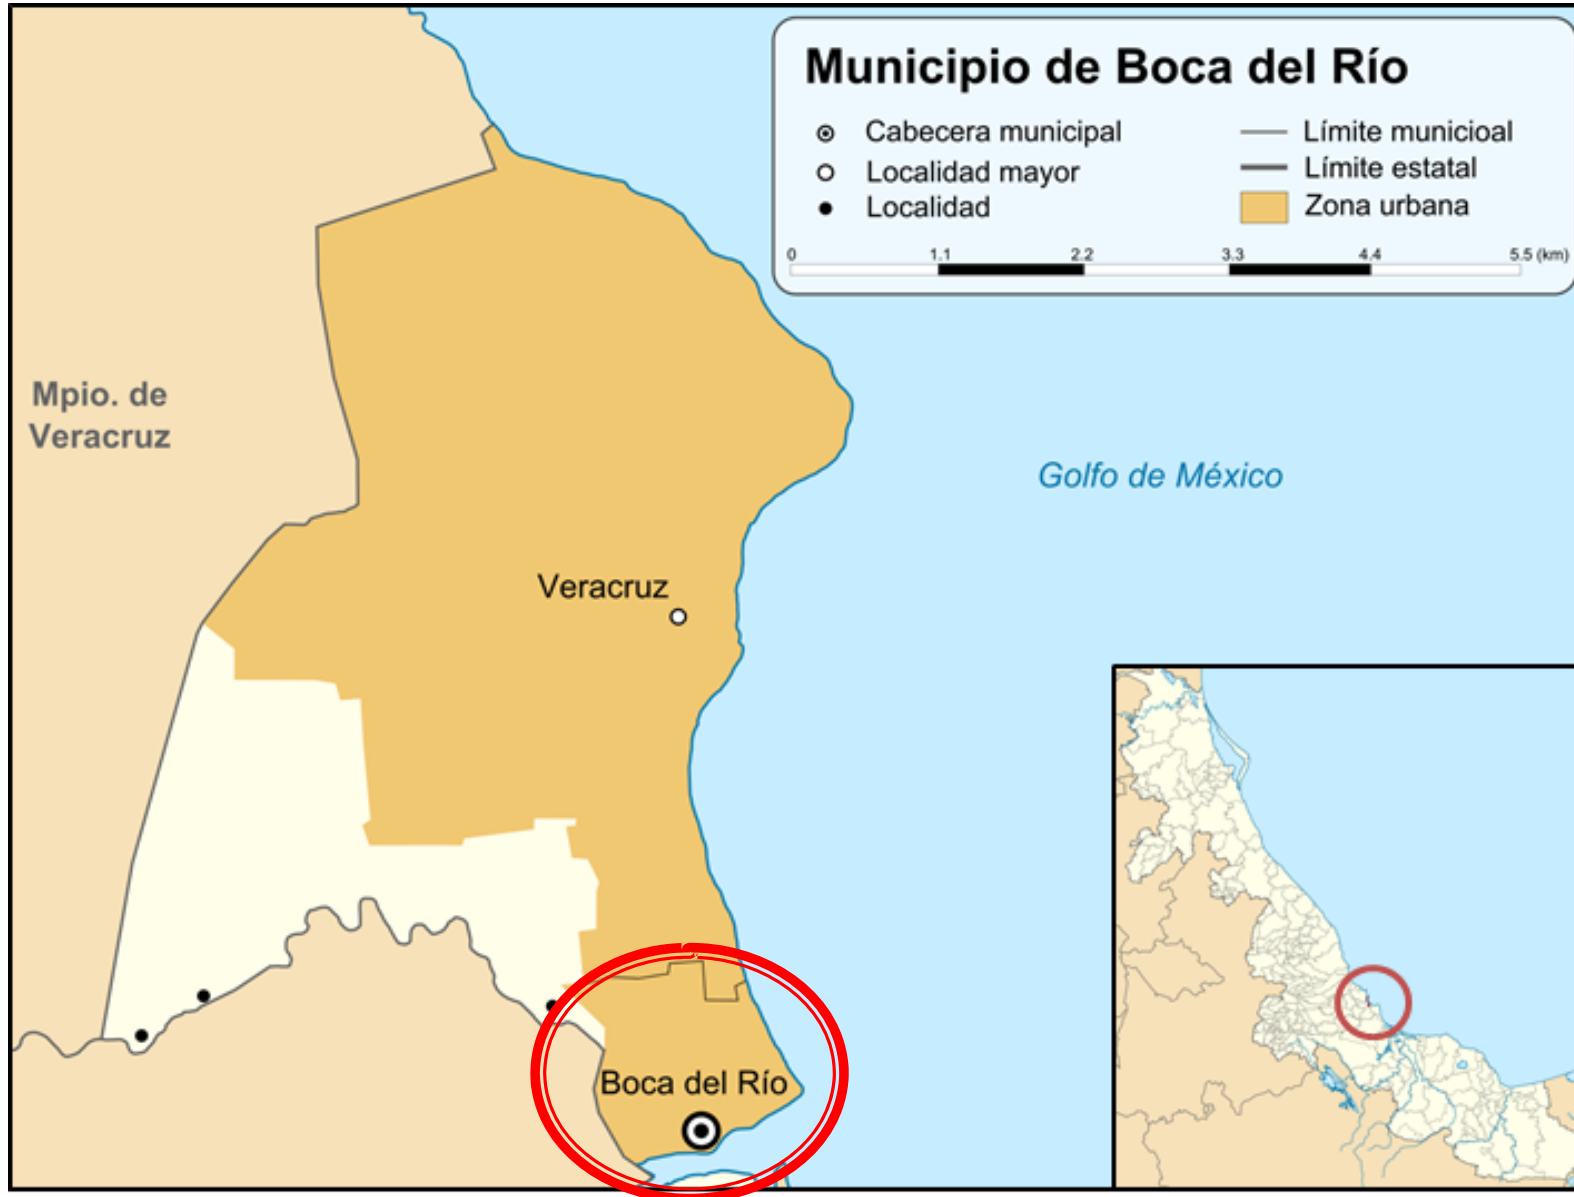 Municipio de Boca del Río
Cabecera municipal
Localidad mayor
Localidad
Límite municioal
Límite estatal
Zona urbana
0 1.1 2.2 3.3 4.4 5.5 (km)
Mpio. de
Veracruz
Golfo de México
Veracruz
Boca del Río